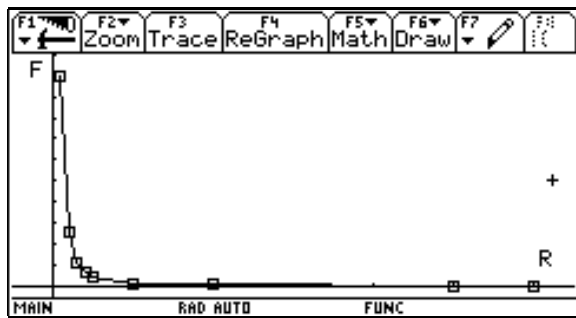 F1 F2 Zoom F3 Trace F4 ReGraph F5 Math F6 Draw F7
F
R
MAIN RAD AUTO FUNC